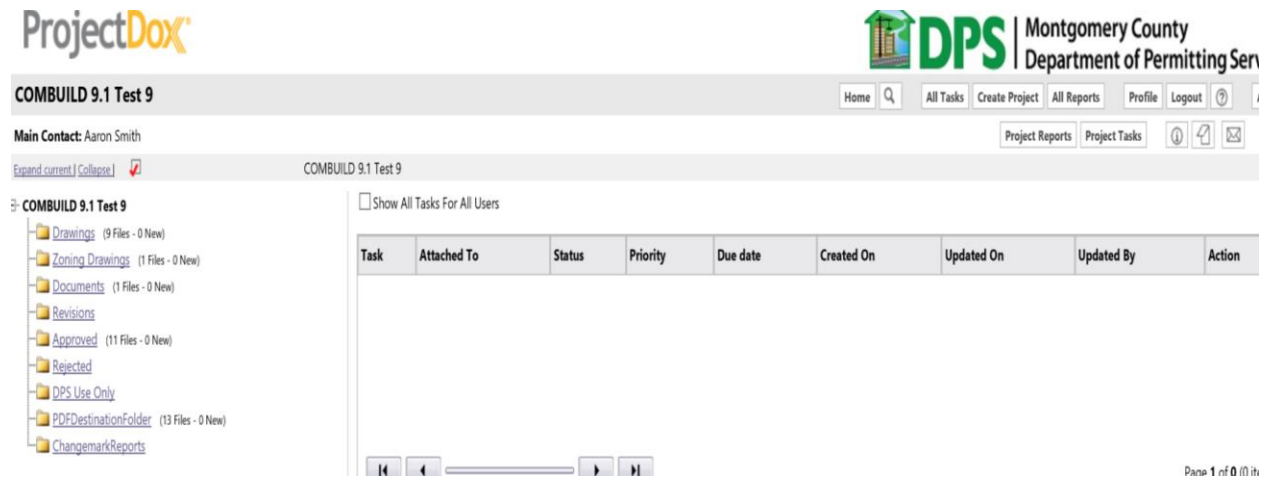 ProjectDox
DPS | Montgomery County
Department of Permitting Serv
COMBUILD 9.1 Test 9
Home All Tasks Create Project All Reports Profile Logout
Main Contact: Aaron Smith
Project Reports Project Tasks
Expand current | Collapse |
COMBUILD 9.1 Test 9
COMBUILD 9.1 Test 9
Show All Tasks For All Users
Drawings (9 Files - 0 New)
Zoning Drawings (1 Files - 0 New)
Documents (1 Files - 0 New)
Revisions
Approved (11 Files - 0 New)
Rejected
DPS Use Only
PDFDestinationFolder (13 Files - 0 New)
ChangemarkReports
Task Attached To Status Priority Due date Created On Updated On Updated By Action
Page 1 of 0 (0 ite